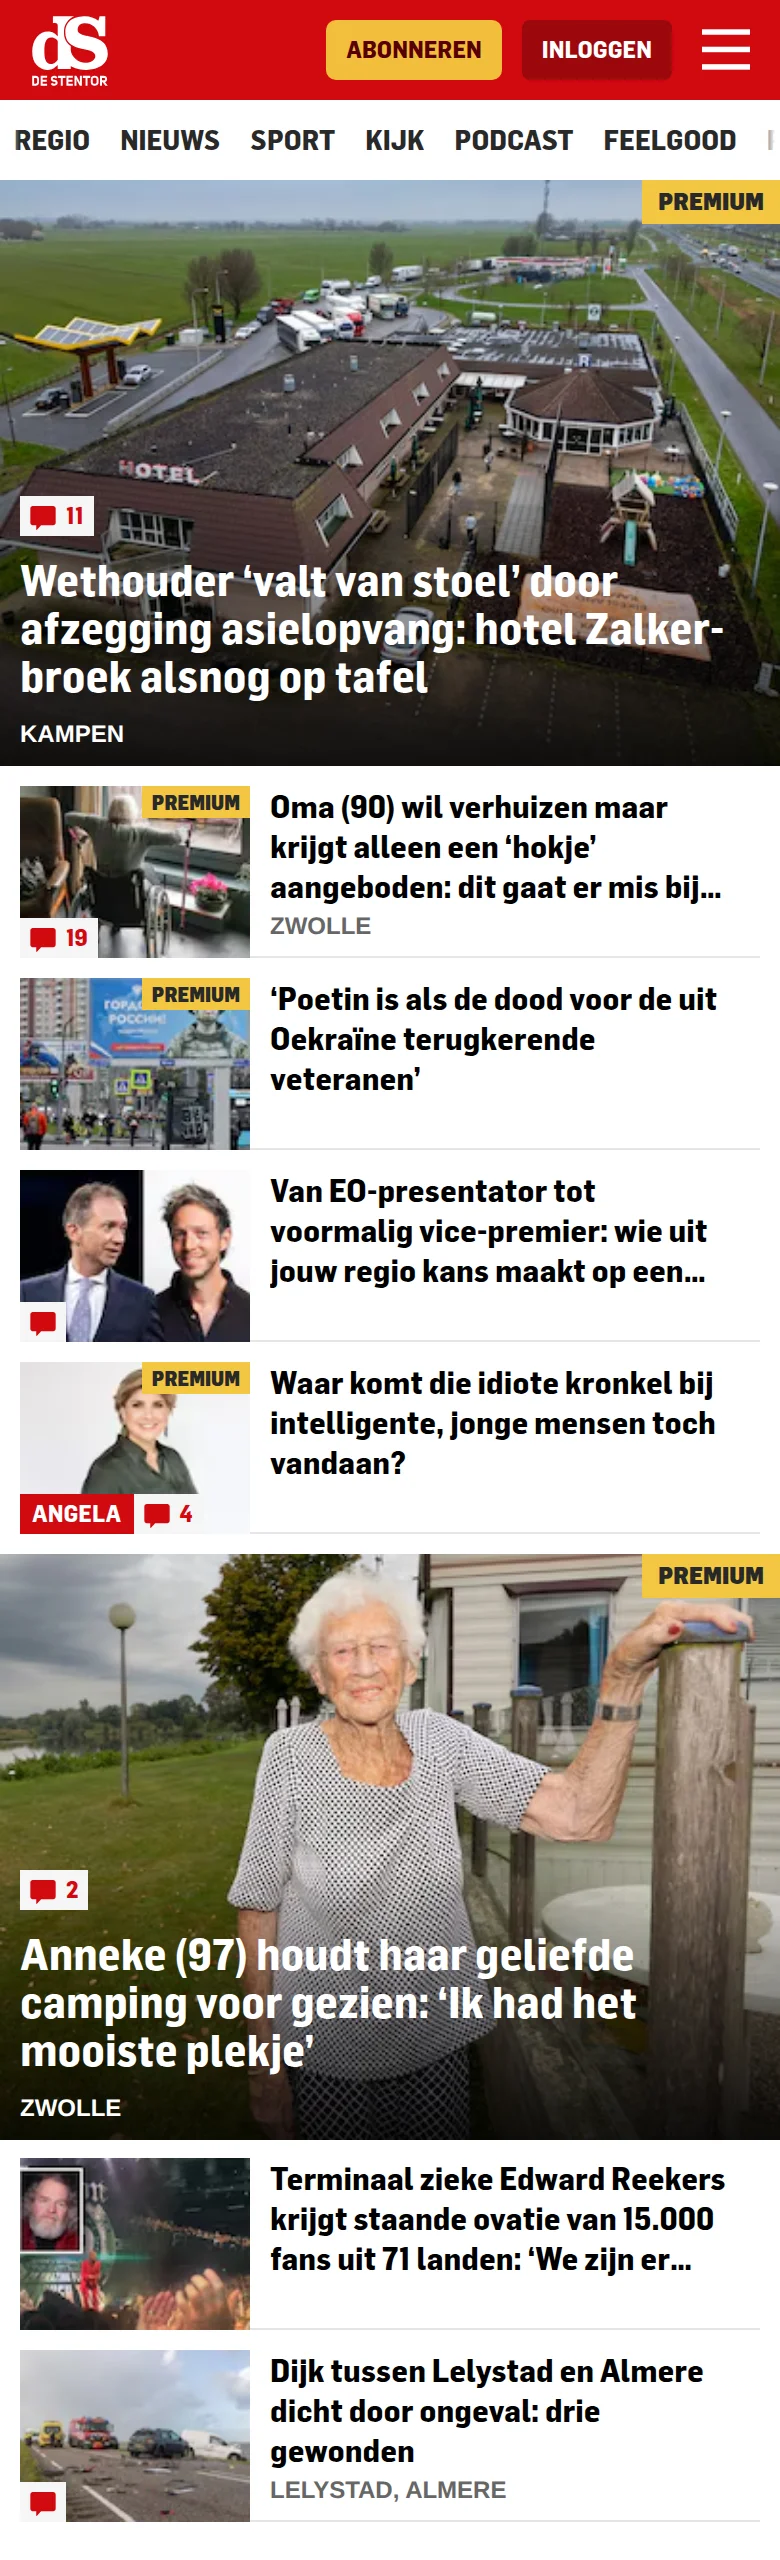 dS
DE STENTOR
ABONNEREN
INLOGGEN
REGIO NIEUWS SPORT KIJK PODCAST FEELGOOD
PREMIUM
HOTEL
11
Wethouder ‘valt van stoel’ door
afzegging asielopvang: hotel Zalker-
broek alsnog op tafel
KAMPEN
PREMIUM
19
Oma (90) wil verhuizen maar
krijgt alleen een ‘hokje’
aangeboden: dit gaat er mis bij...
ZWOLLE
PREMIUM
РОССИИ!
‘Poetin is als de dood voor de uit
Oekraïne terugkerende
veteranen’
Van EO-presentator tot
voormalig vice-premier: wie uit
jouw regio kans maakt op een...
PREMIUM
ANGELA
4
Waar komt die idiote kronkel bij
intelligente, jonge mensen toch
vandaan?
PREMIUM
2
Anneke (97) houdt haar geliefde
camping voor gezien: ‘Ik had het
mooiste plekje’
ZWOLLE
Terminaal zieke Edward Reekers
krijgt staande ovatie van 15.000
fans uit 71 landen: ‘We zijn er...
Dijk tussen Lelystad en Almere
dicht door ongeval: drie
gewonden
LELYSTAD, ALMERE